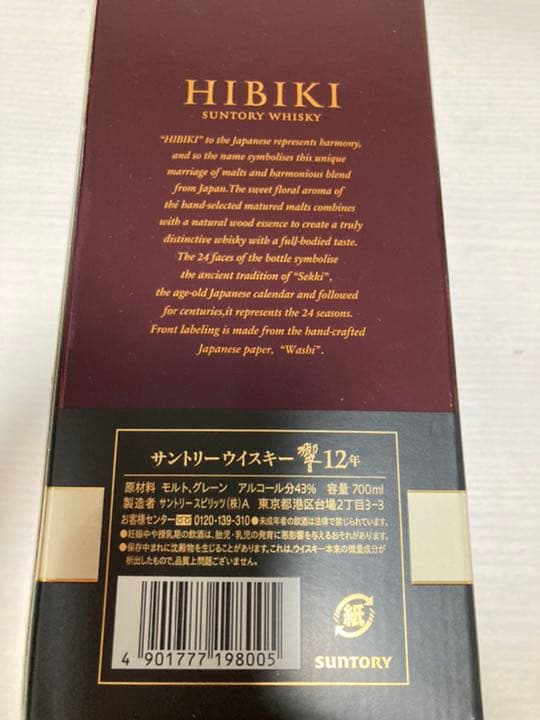 HIBIKI
SUNTORY WHISKY
"HIBIKI" to the Japanese represents harmony,
and so the name symbolises this unique
marriage of malts and harmonious blend
from Japan.The sweet floral aroma of
the hand-selected matured malts combines
with a natural wood essence to create a truly
distinctive whisky with a full-bodied taste.
The 24 faces of the bottle symbolise
the ancient tradition of "Sekki",
the age-old Japanese calendar and followed
for centuries,it represents the 24 seasons.
Front labeling is made from the hand-crafted
Japanese paper, "Washi".
サントリーウイスキー 響 12年
原材料 モルト、グレーン アルコール分43% 容量 700ml
製造者 サントリースピリッツ(株)A 東京都港区台場2丁目3-3
お客様センター 0120-139-310●未成年者の飲酒は法律で禁じられています。
●妊娠中や授乳期の飲酒は、胎児・乳児の発育に悪影響を与えるおそれがあります。
●保存中まれに沈殿物を生じることがあります。これは、ウイスキー本来の微量成分が
析出したもので、品質上問題ございません。
紙
4 901777 198005
SUNTORY